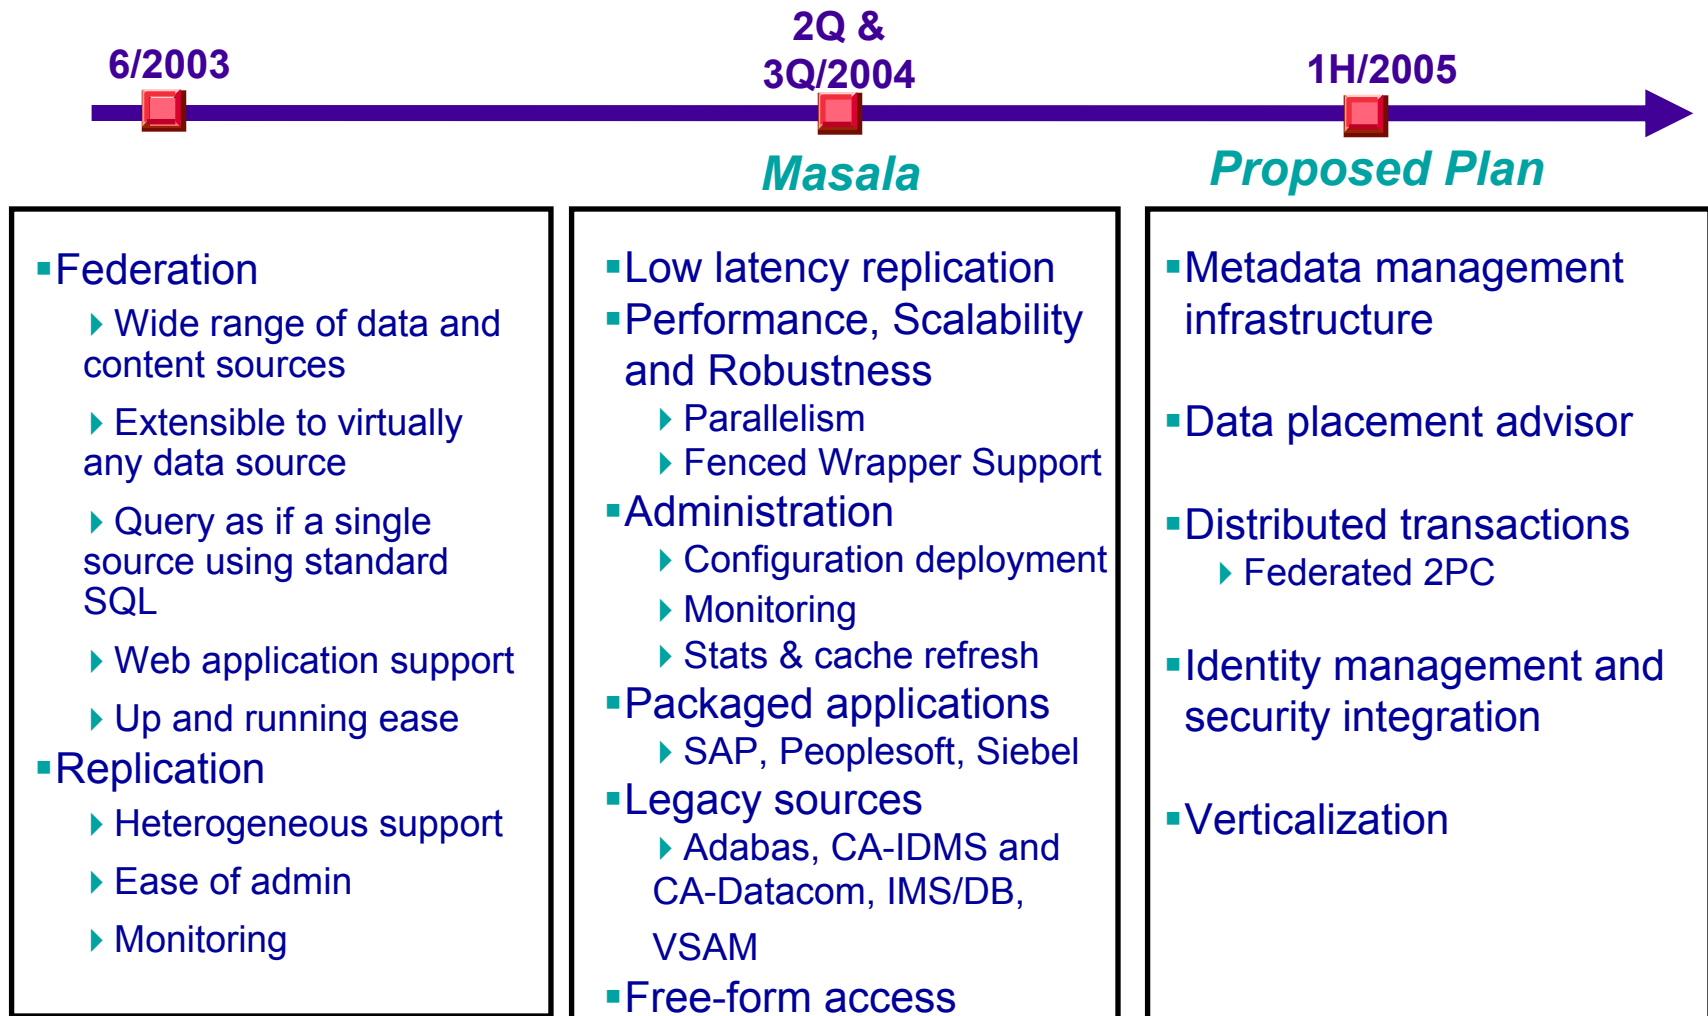 6/2003
2Q &
3Q/2004
1H/2005
Masala
Proposed Plan
Federation
Wide range of data and
content sources
Extensible to virtually
any data source
Query as if a single
source using standard
SQL
Web application support
Up and running ease
Replication
Heterogeneous support
Ease of admin
Monitoring
Low latency replication
Performance, Scalability
and Robustness
Parallelism
Fenced Wrapper Support
Administration
Configuration deployment
Monitoring
Stats & cache refresh
Packaged applications
SAP, Peoplesoft, Siebel
Legacy sources
Adabas, CA-IDMS and
CA-Datacom, IMS/DB,
VSAM
Free-form access
Metadata management
infrastructure
Data placement advisor
Distributed transactions
Federated 2PC
Identity management and
security integration
Verticalization